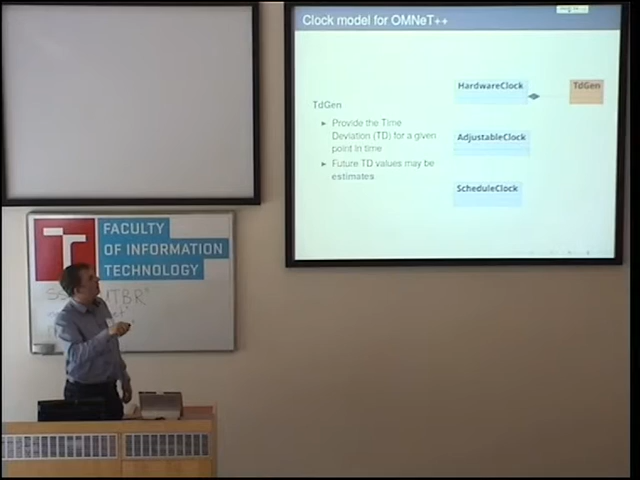 Clock model for OMNeT++
HardwareClock
TdGen
TdGen
Provide the Time
Deviation (TD) for a given
point in time
AdjustableClock
Future TD values may be
estimates
ScheduleClock
FACULTY
OF INFORMATION
TECHNOLOGY